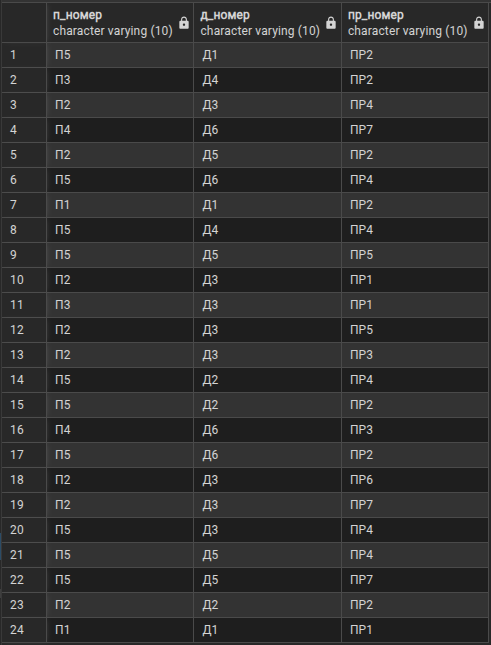 п_номер д_номер пр_номер
character varying (10) character varying (10) character varying (10)
1 П5 Д1 ПР2
2 П3 Д4 ПР2
3 П2 Д3 ПР4
4 П4 Д6 ПР7
5 П2 Д5 ПР2
6 П5 Д6 ПР4
7 П1 Д1 ПР2
8 П5 Д4 ПР4
9 П5 Д5 ПР5
10 П2 Д3 ПР1
11 П3 Д3 ПР1
12 П2 Д3 ПР5
13 П2 Д3 ПР3
14 П5 Д2 ПР4
15 П5 Д2 ПР2
16 П4 Д6 ПР3
17 П5 Д6 ПР2
18 П2 Д3 ПР6
19 П2 Д3 ПР7
20 П5 Д3 ПР4
21 П5 Д5 ПР4
22 П5 Д5 ПР7
23 П2 Д2 ПР2
24 П1 Д1 ПР1